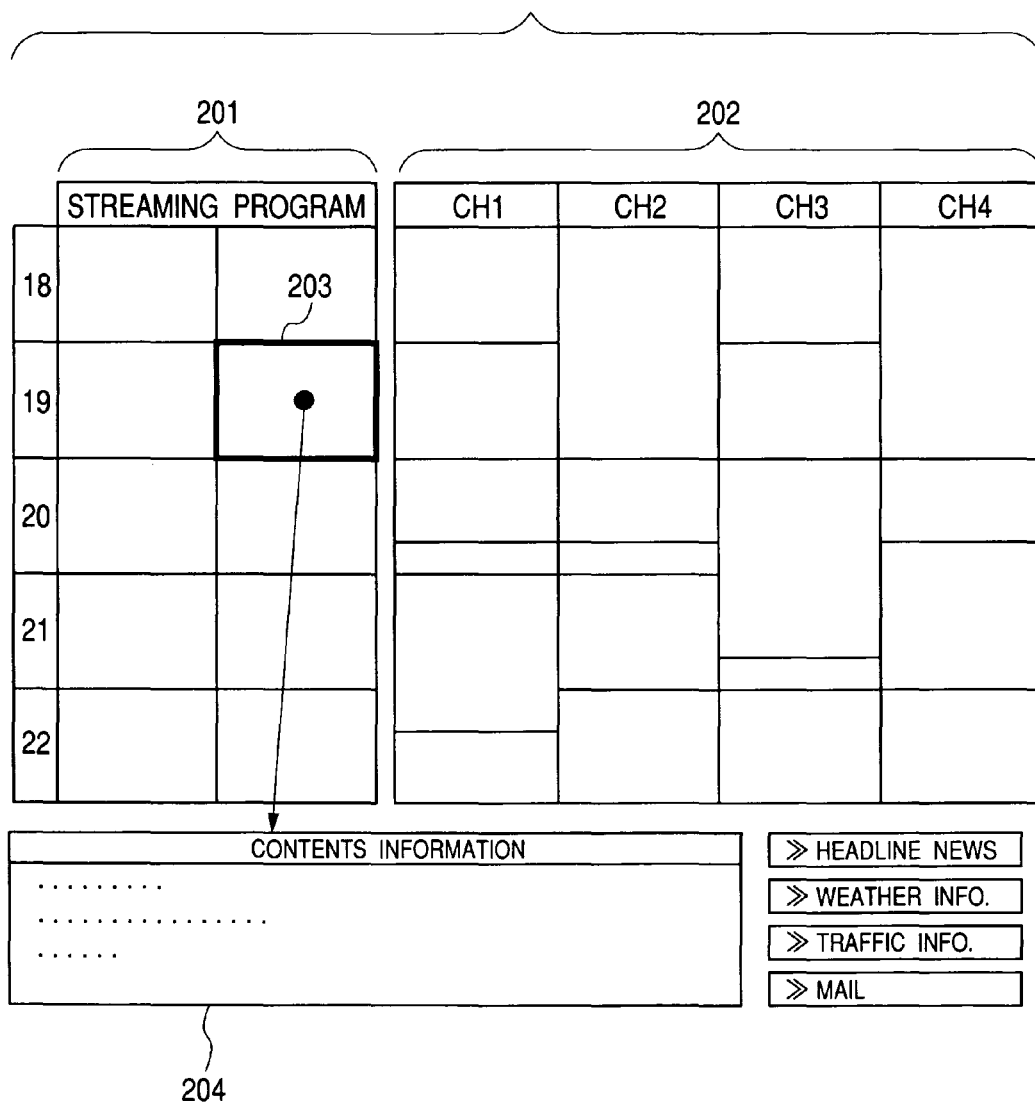 201 202
STREAMING PROGRAM CH1 CH2 CH3 CH4
18
203
19
20
21
22
CONTENTS INFORMATION
. . . . . . . . .
. . . . . . . . . . . . . . . .
. . . . . .
≫ HEADLINE NEWS
≫ WEATHER INFO.
≫ TRAFFIC INFO.
≫ MAIL
204